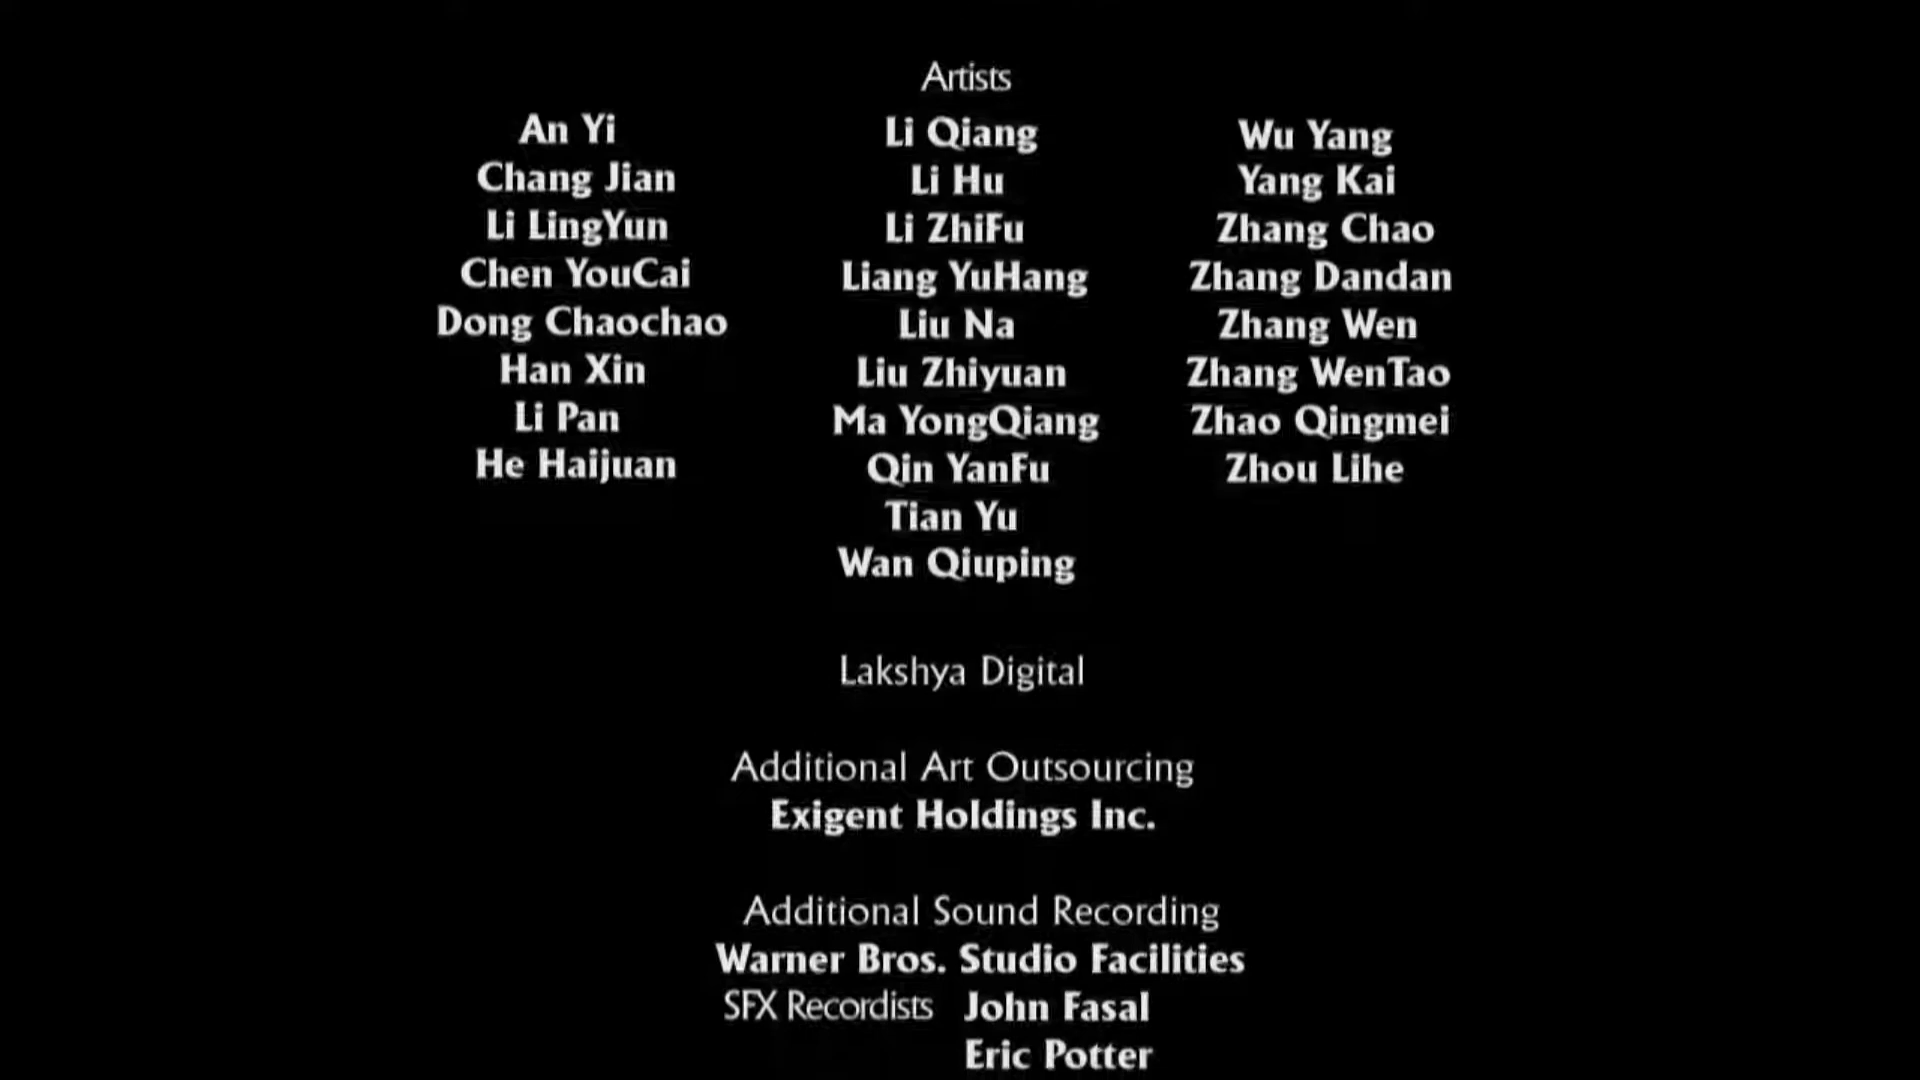 Artists
An Yi
Chang Jian
Li LingYun
Chen YouCai
Dong Chaochao
Han Xin
Li Pan
He Haijuan
Li Qiang
Li Hu
Li ZhiFu
Liang YuHang
Liu Na
Liu Zhiyuan
Ma YongQiang
Qin YanFu
Tian Yu
Wan Qiuping
Wu Yang
Yang Kai
Zhang Chao
Zhang Dandan
Zhang Wen
Zhang WenTao
Zhao Qingmei
Zhou Lihe
Lakshya Digital
Additional Art Outsourcing
Exigent Holdings Inc.
Additional Sound Recording
Warner Bros. Studio Facilities
SFX Recordists John Fasal
Eric Potter